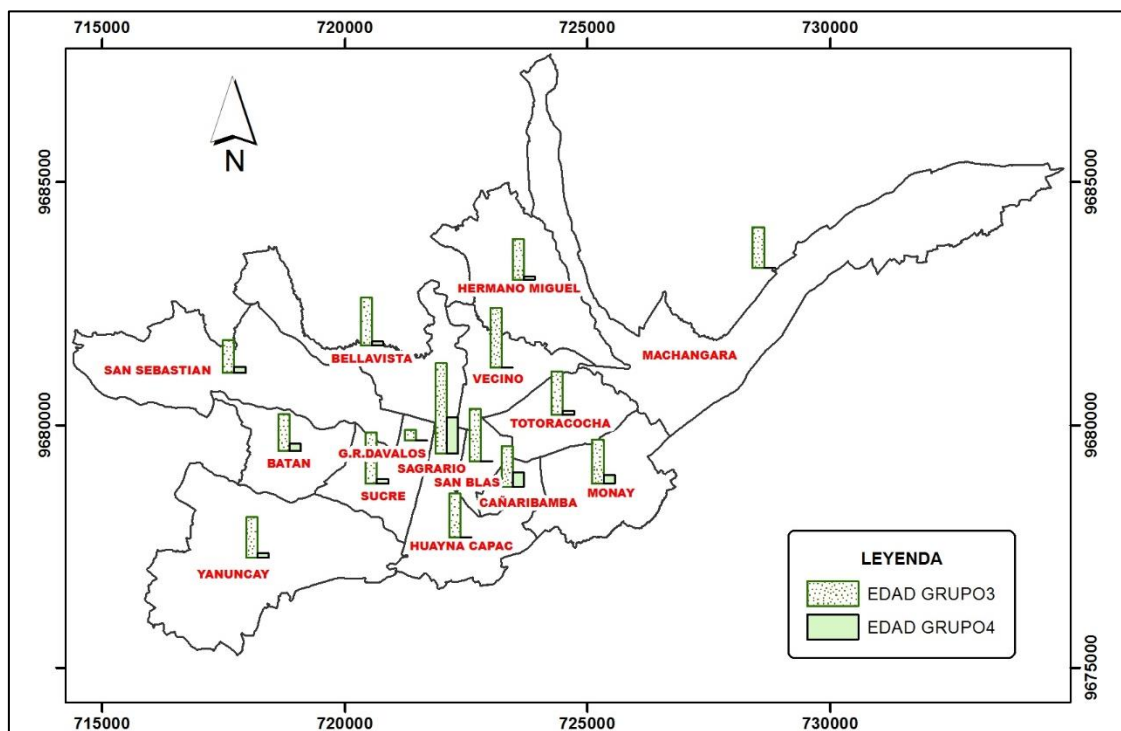 715000
720000
725000
730000
9685000
9685000
N
HERMANO MIGUEL
MACHANGARA
BELLAVISTA
SAN SEBASTIAN
VECINO
TOTORACOCHA
9680000
9680000
G.R.DAVALOS
BATAN
SAGRARIO
SAN BLAS
SUCRE
MONAY
CAÑARIBAMBA
HUAYNA CAPAC
YANUNCAY
LEYENDA
EDAD GRUPO3
EDAD GRUPO4
9675000
715000
720000
725000
730000